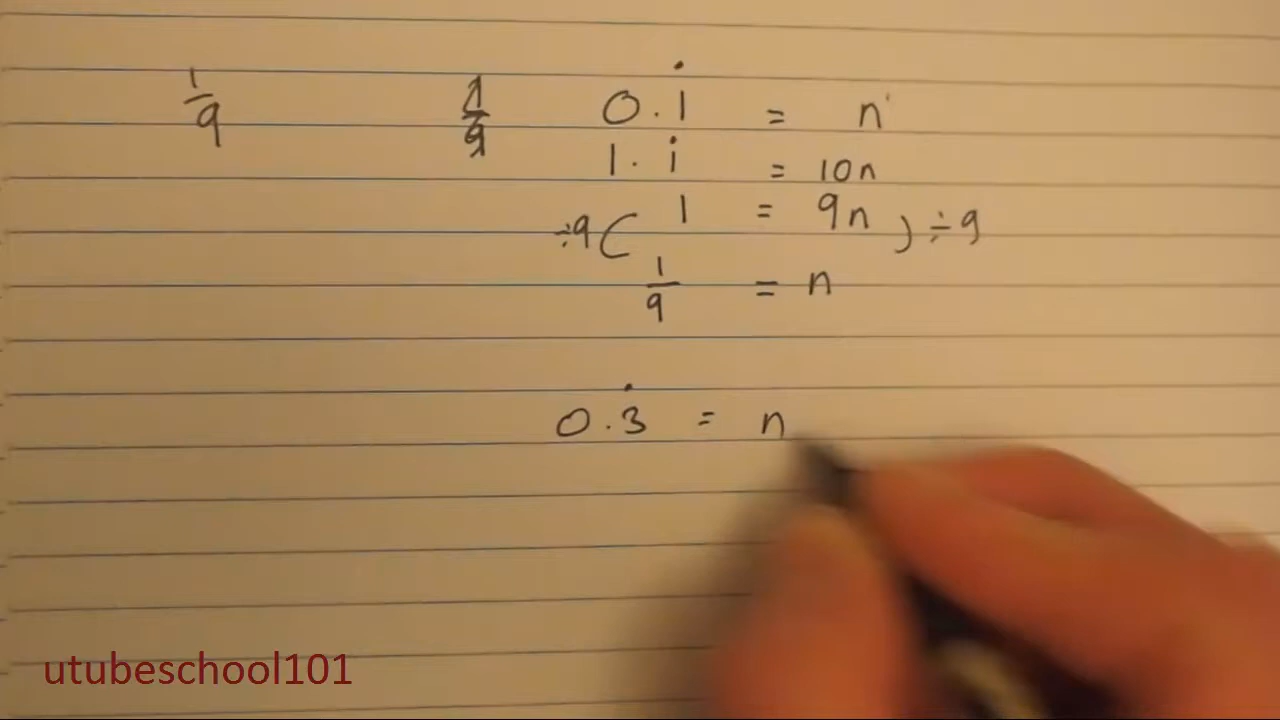 1/9 1/9 0.1̇ = n
1.1̇ = 10n
÷9 ( 1 = 9n ) ÷9
1/9 = n
0.3̇ = n
utubeschool101